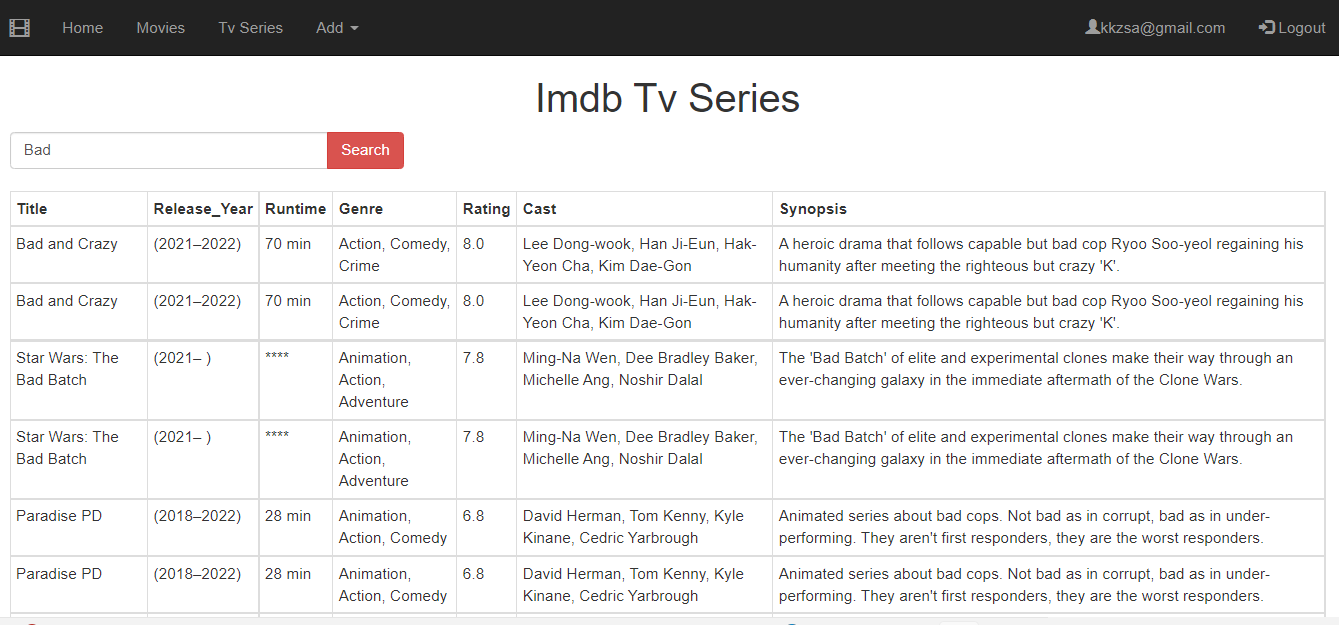 Home Movies Tv Series Add kkzsa@gmail.com Logout
Imdb Tv Series
Bad Search
Title Release_Year Runtime Genre Rating Cast Synopsis
Bad and Crazy (2021–2022) 70 min Action, Comedy, 8.0 Lee Dong-wook, Han Ji-Eun, Hak- A heroic drama that follows capable but bad cop Ryoo Soo-yeol regaining his
Crime Yeon Cha, Kim Dae-Gon humanity after meeting the righteous but crazy 'K'.
Bad and Crazy (2021–2022) 70 min Action, Comedy, 8.0 Lee Dong-wook, Han Ji-Eun, Hak- A heroic drama that follows capable but bad cop Ryoo Soo-yeol regaining his
Crime Yeon Cha, Kim Dae-Gon humanity after meeting the righteous but crazy 'K'.
Star Wars: The (2021– ) **** Animation, 7.8 Ming-Na Wen, Dee Bradley Baker, The 'Bad Batch' of elite and experimental clones make their way through an
Bad Batch Action, Michelle Ang, Noshir Dalal ever-changing galaxy in the immediate aftermath of the Clone Wars.
Adventure
Star Wars: The (2021– ) **** Animation, 7.8 Ming-Na Wen, Dee Bradley Baker, The 'Bad Batch' of elite and experimental clones make their way through an
Bad Batch Action, Michelle Ang, Noshir Dalal ever-changing galaxy in the immediate aftermath of the Clone Wars.
Adventure
Paradise PD (2018–2022) 28 min Animation, 6.8 David Herman, Tom Kenny, Kyle Animated series about bad cops. Not bad as in corrupt, bad as in under-
Action, Comedy Kinane, Cedric Yarbrough performing. They aren't first responders, they are the worst responders.
Paradise PD (2018–2022) 28 min Animation, 6.8 David Herman, Tom Kenny, Kyle Animated series about bad cops. Not bad as in corrupt, bad as in under-
Action, Comedy Kinane, Cedric Yarbrough performing. They aren't first responders, they are the worst responders.